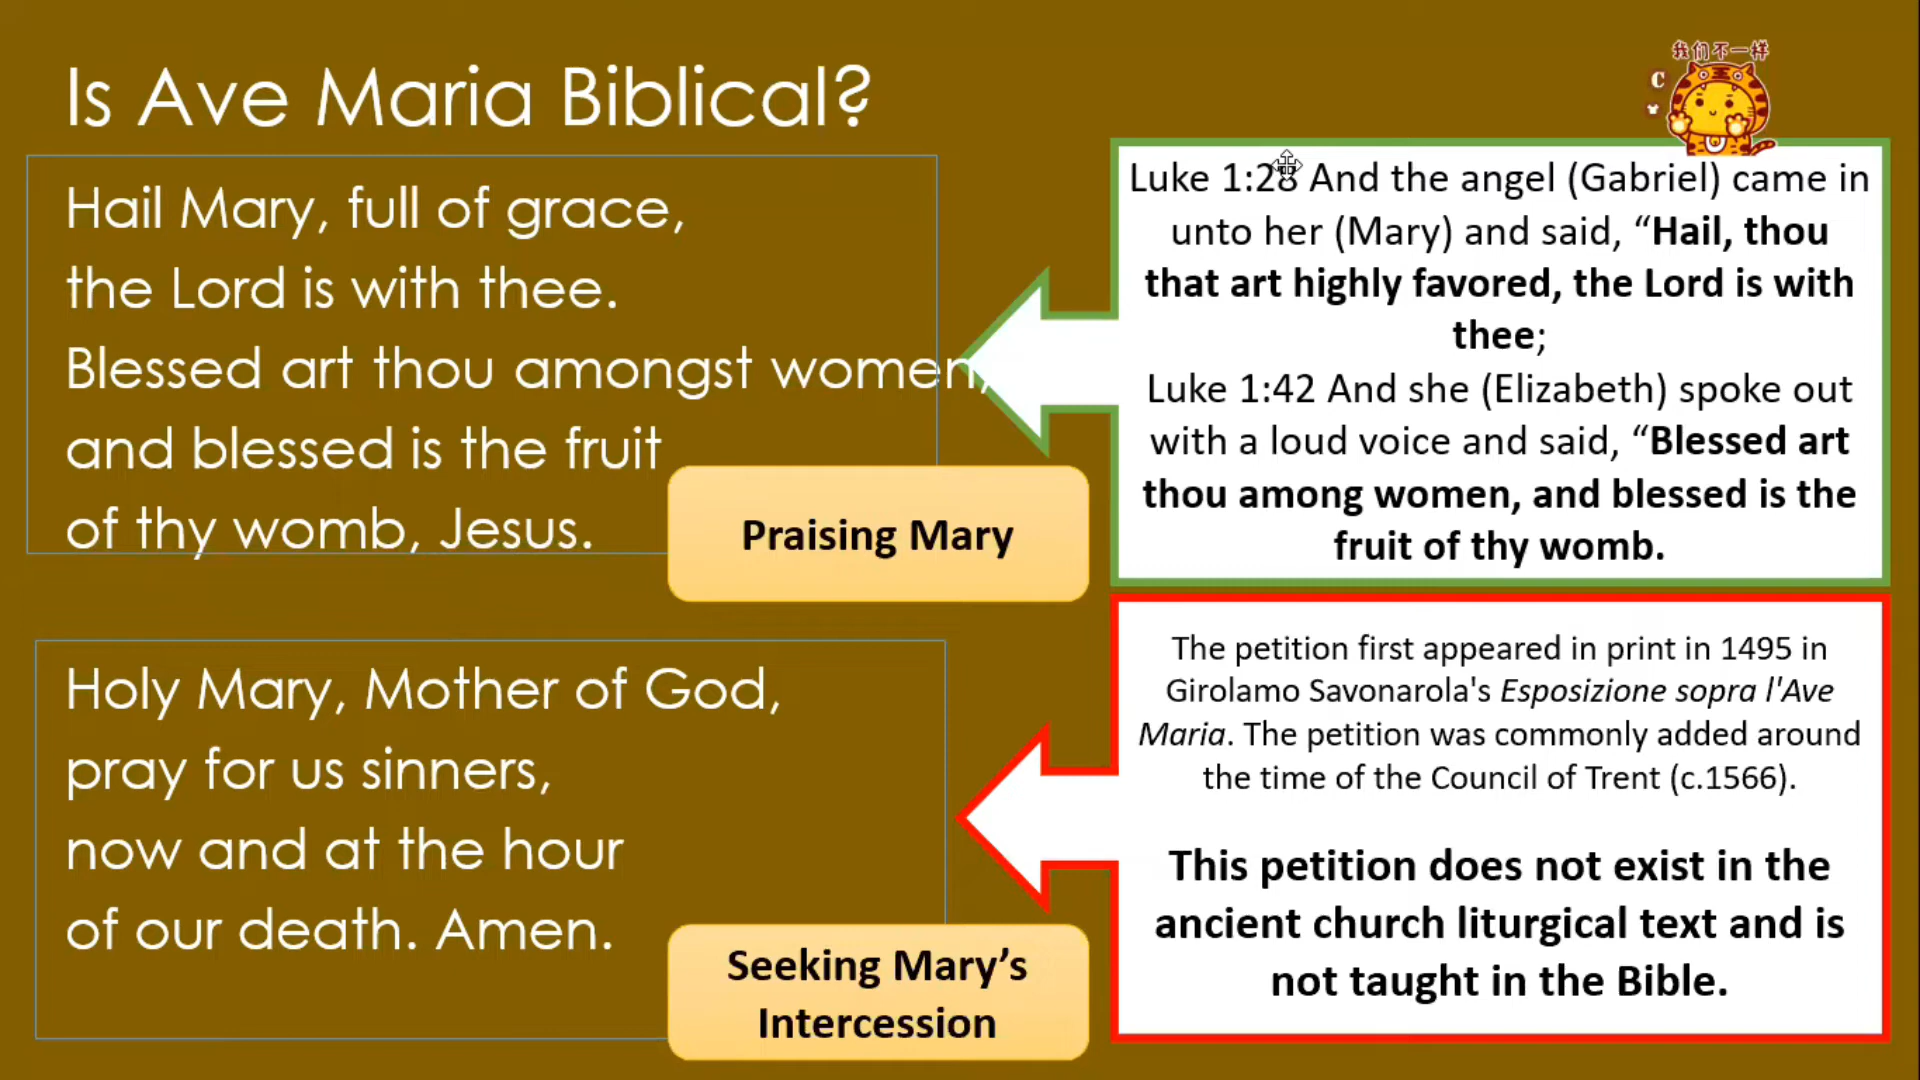 我们不一样
C
Is Ave Maria Biblical?
Hail Mary, full of grace,
the Lord is with thee.
Blessed art thou amongst women,
and blessed is the fruit
of thy womb, Jesus.
Praising Mary
Luke 1:28 And the angel (Gabriel) came in
unto her (Mary) and said, “Hail, thou
that art highly favored, the Lord is with
thee;
Luke 1:42 And she (Elizabeth) spoke out
with a loud voice and said, “Blessed art
thou among women, and blessed is the
fruit of thy womb.
Holy Mary, Mother of God,
pray for us sinners,
now and at the hour
of our death. Amen.
Seeking Mary’s
Intercession
The petition first appeared in print in 1495 in
Girolamo Savonarola's Esposizione sopra l'Ave
Maria. The petition was commonly added around
the time of the Council of Trent (c.1566).
This petition does not exist in the
ancient church liturgical text and is
not taught in the Bible.